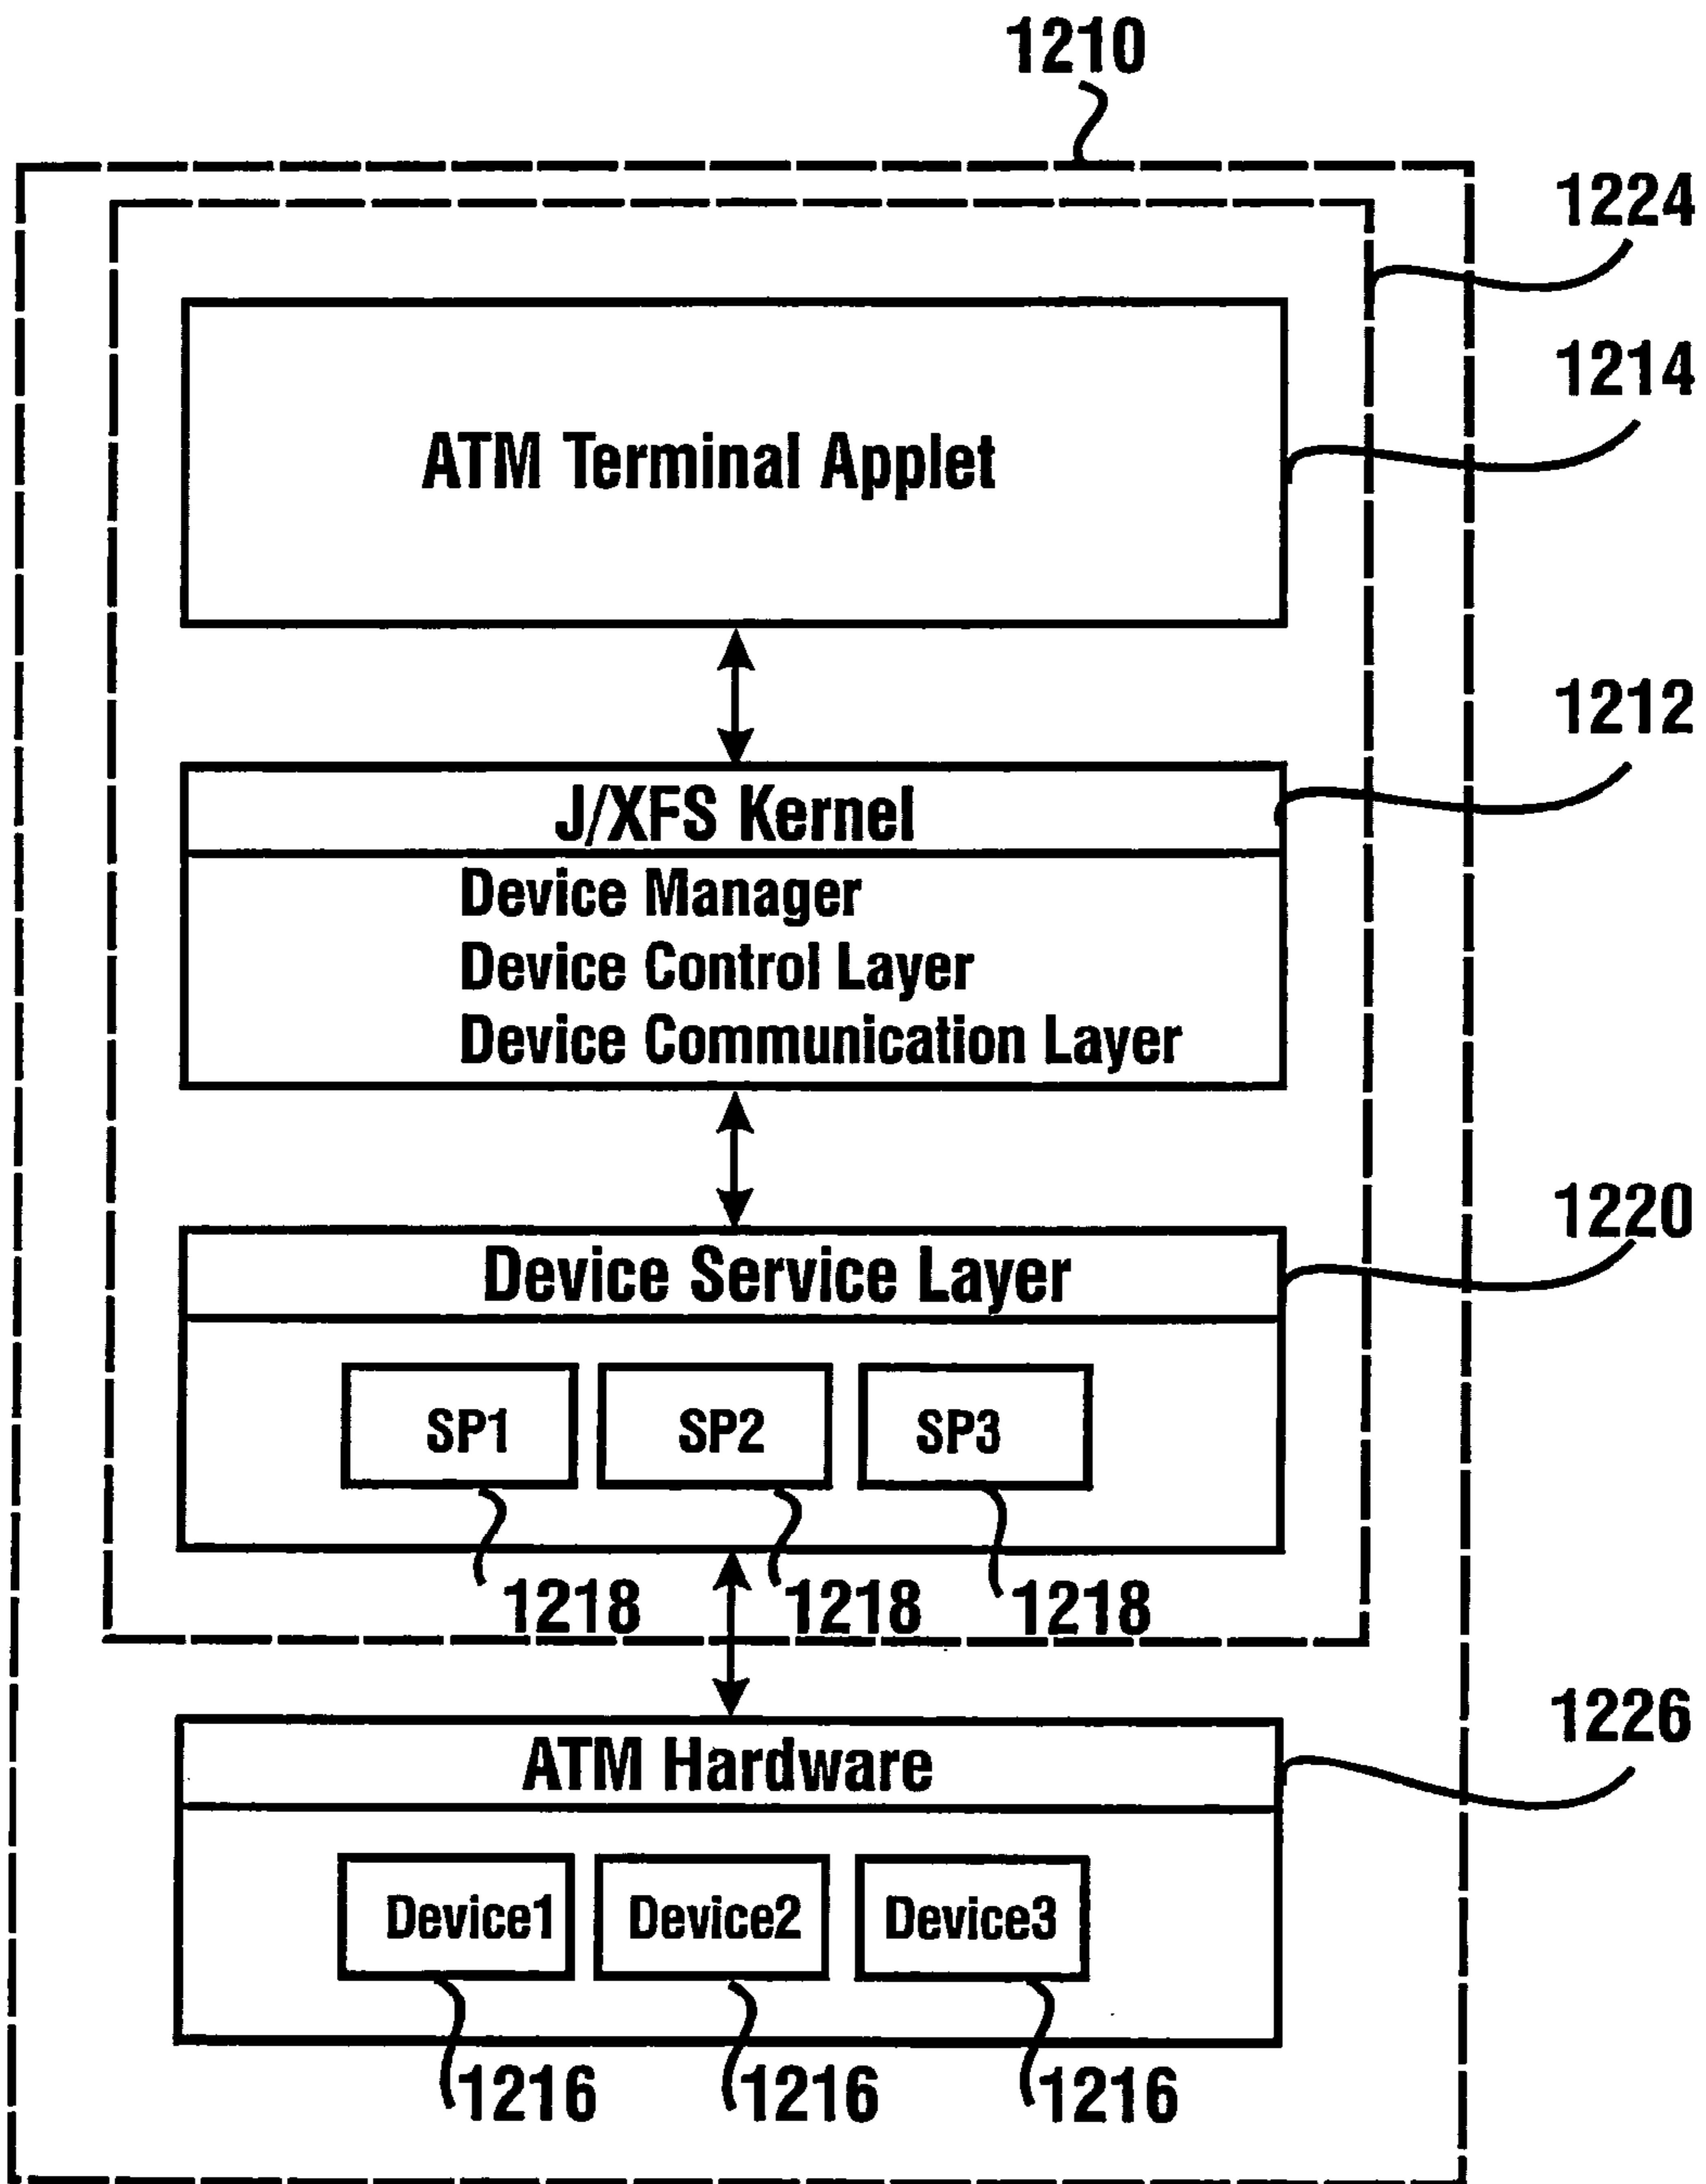 1210
1224
1214
ATM Terminal Applet
1212
J/XFS Kernel
Device Manager
Device Control Layer
Device Communication Layer
1220
Device Service Layer
SP1 SP2 SP3
1218 1218 1218
1226
ATM Hardware
Device1 Device2 Device3
1216 1216 1216